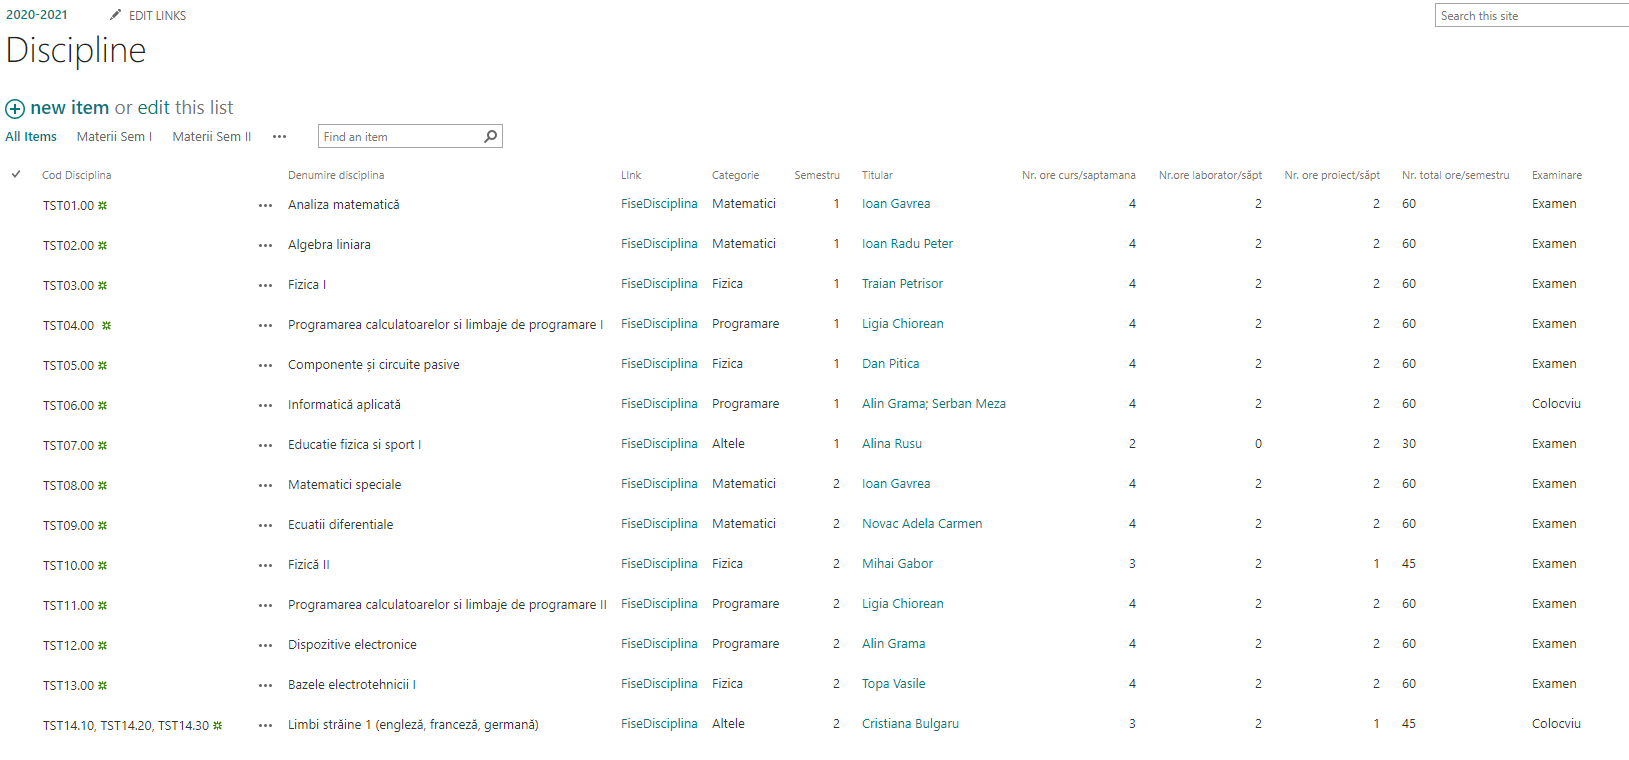 2020-2021 EDIT LINKS Search this site
Discipline
new item or edit this list
All Items Materii Sem I Materii Sem II ... Find an item
Cod Disciplina Denumire disciplina LInk Categorie Semestru Titular Nr. ore curs/saptamana Nr.ore laborator/săpt Nr. ore proiect/săpt Nr. total ore/semestru Examinare
TST01.00 ... Analiza matematică FiseDisciplina Matematici 1 Ioan Gavrea 4 2 2 60 Examen
TST02.00 ... Algebra liniara FiseDisciplina Matematici 1 Ioan Radu Peter 4 2 2 60 Examen
TST03.00 ... Fizica I FiseDisciplina Fizica 1 Traian Petrisor 4 2 2 60 Examen
TST04.00 ... Programarea calculatoarelor si limbaje de programare I FiseDisciplina Programare 1 Ligia Chiorean 4 2 2 60 Examen
TST05.00 ... Componente și circuite pasive FiseDisciplina Fizica 1 Dan Pitica 4 2 2 60 Examen
TST06.00 ... Informatică aplicată FiseDisciplina Programare 1 Alin Grama; Serban Meza 4 2 2 60 Colocviu
TST07.00 ... Educatie fizica si sport I FiseDisciplina Altele 1 Alina Rusu 2 0 2 30 Examen
TST08.00 ... Matematici speciale FiseDisciplina Matematici 2 Ioan Gavrea 4 2 2 60 Examen
TST09.00 ... Ecuatii diferentiale FiseDisciplina Matematici 2 Novac Adela Carmen 4 2 2 60 Examen
TST10.00 ... Fizică II FiseDisciplina Fizica 2 Mihai Gabor 3 2 1 45 Examen
TST11.00 ... Programarea calculatoarelor si limbaje de programare II FiseDisciplina Programare 2 Ligia Chiorean 4 2 2 60 Examen
TST12.00 ... Dispozitive electronice FiseDisciplina Programare 2 Alin Grama 4 2 2 60 Examen
TST13.00 ... Bazele electrotehnicii I FiseDisciplina Fizica 2 Topa Vasile 4 2 2 60 Examen
TST14.10, TST14.20, TST14.30 ... Limbi străine 1 (engleză, franceză, germană) FiseDisciplina Altele 2 Cristiana Bulgaru 3 2 1 45 Colocviu